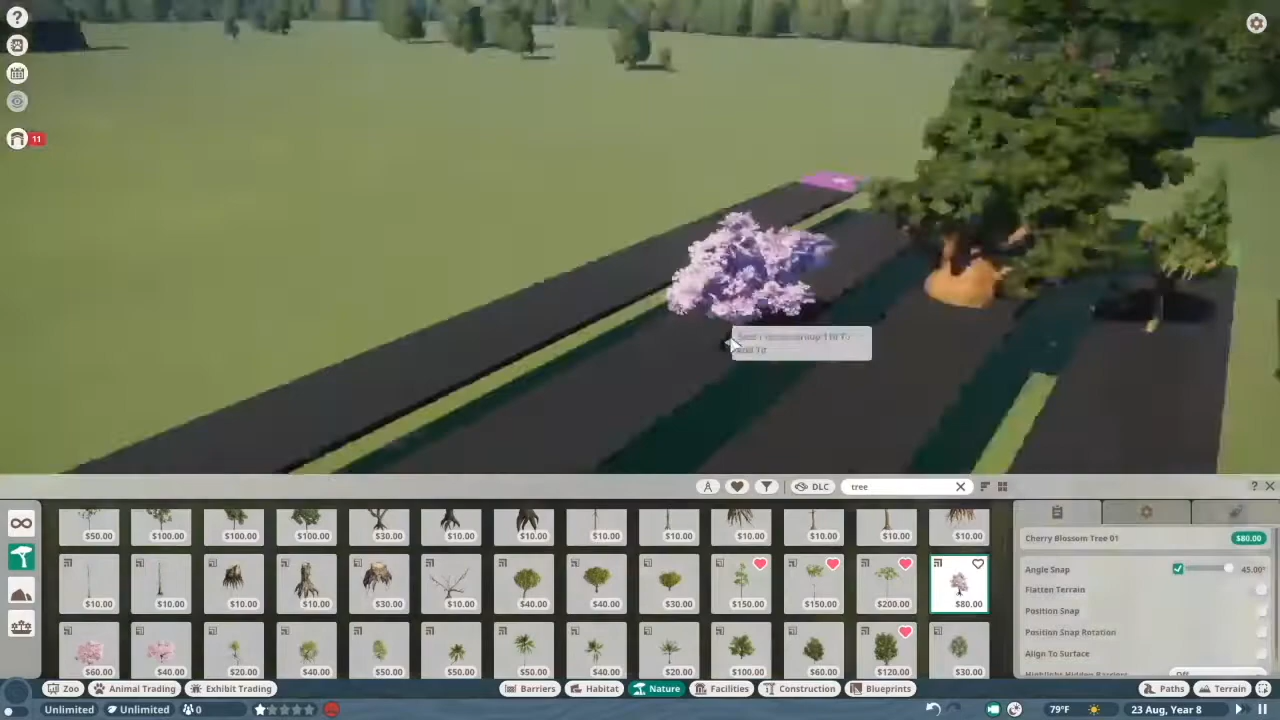 ?
11
DLC
tree
?
$50.00
$100.00
$100.00
$100.00
$30.00
$10.00
$10.00
$10.00
$10.00
$10.00
$10.00
$10.00
$10.00
$10.00
$10.00
$10.00
$10.00
$30.00
$10.00
$40.00
$40.00
$30.00
$150.00
$150.00
$200.00
$80.00
$60.00
$40.00
$20.00
$40.00
$50.00
$50.00
$50.00
$40.00
$20.00
$100.00
$60.00
$120.00
$30.00
Cherry Blossom Tree 01
$80.00
Angle Snap
45.00°
Flatten Terrain
Position Snap
Position Snap Rotation
Align To Surface
Off
Zoo
Animal Trading
Exhibit Trading
Barriers
Habitat
Nature
Facilities
Construction
Blueprints
Paths
Terrain
Unlimited
Unlimited
0
79°F
23 Aug, Year 8